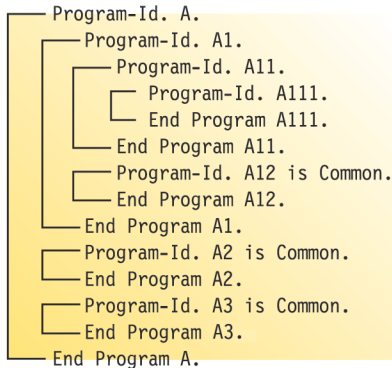 Program-Id. A.
Program-Id. A1.
Program-Id. A11.
Program-Id. A111.
End Program A111.
End Program A11.
Program-Id. A12 is Common.
End Program A12.
End Program A1.
Program-Id. A2 is Common.
End Program A2.
Program-Id. A3 is Common.
End Program A3.
End Program A.